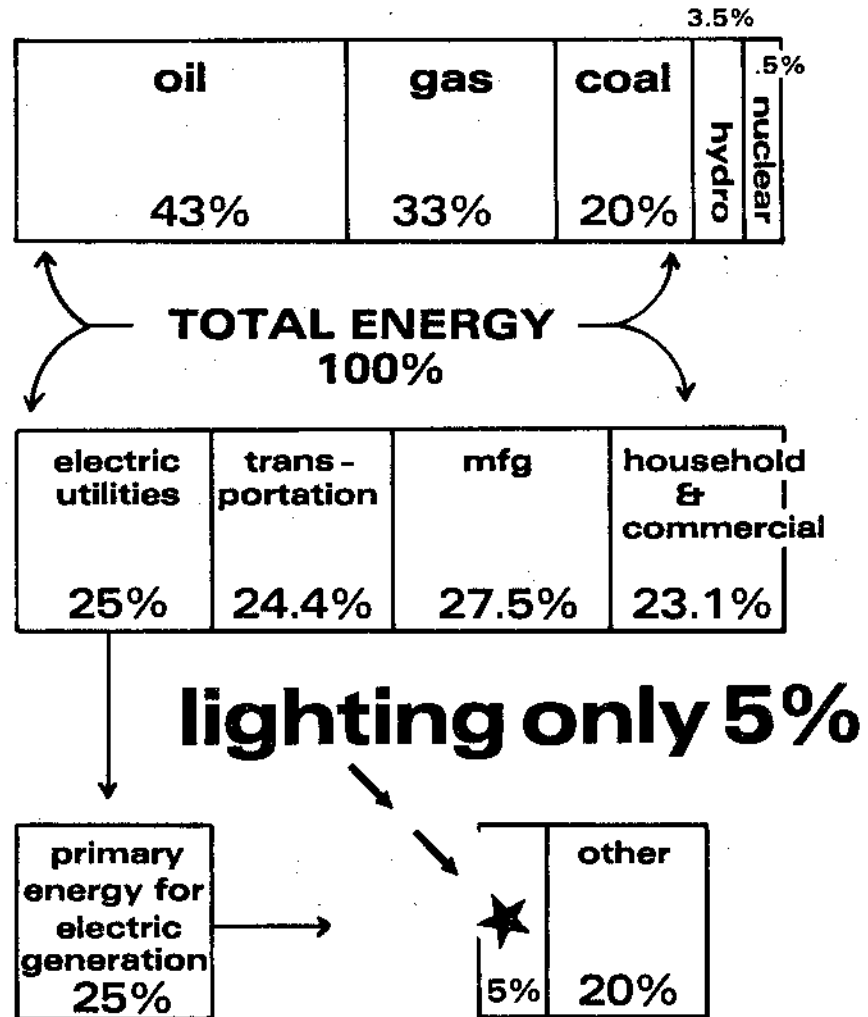 3.5%
oil gas coal hydro .5% nuclear
43% 33% 20%
TOTAL ENERGY
100%
electric
utilities
25%
trans-
portation
24.4%
mfg
27.5%
household
&
commercial
23.1%
lighting only 5%
primary
energy for
electric
generation
25%
5%
other
20%